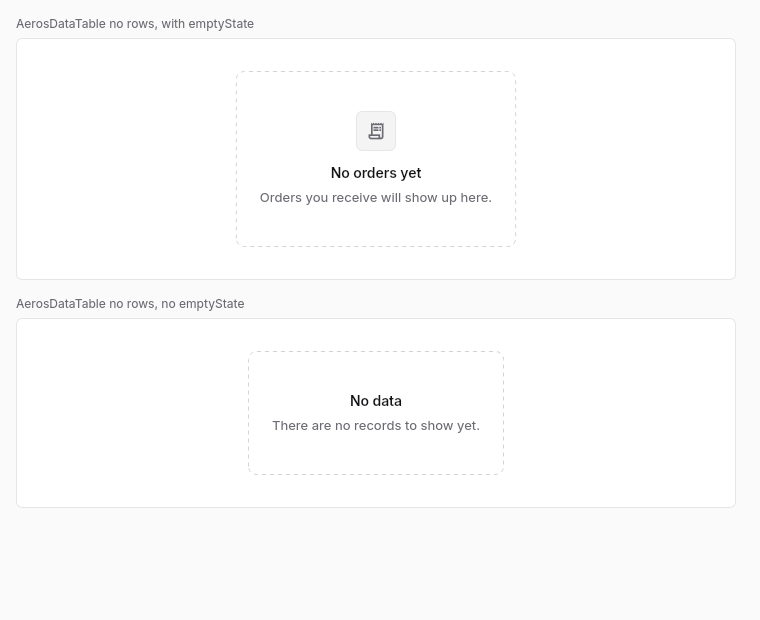 AerosDataTable no rows, with emptyState
No orders yet
Orders you receive will show up here.
AerosDataTable no rows, no emptyState
No data
There are no records to show yet.